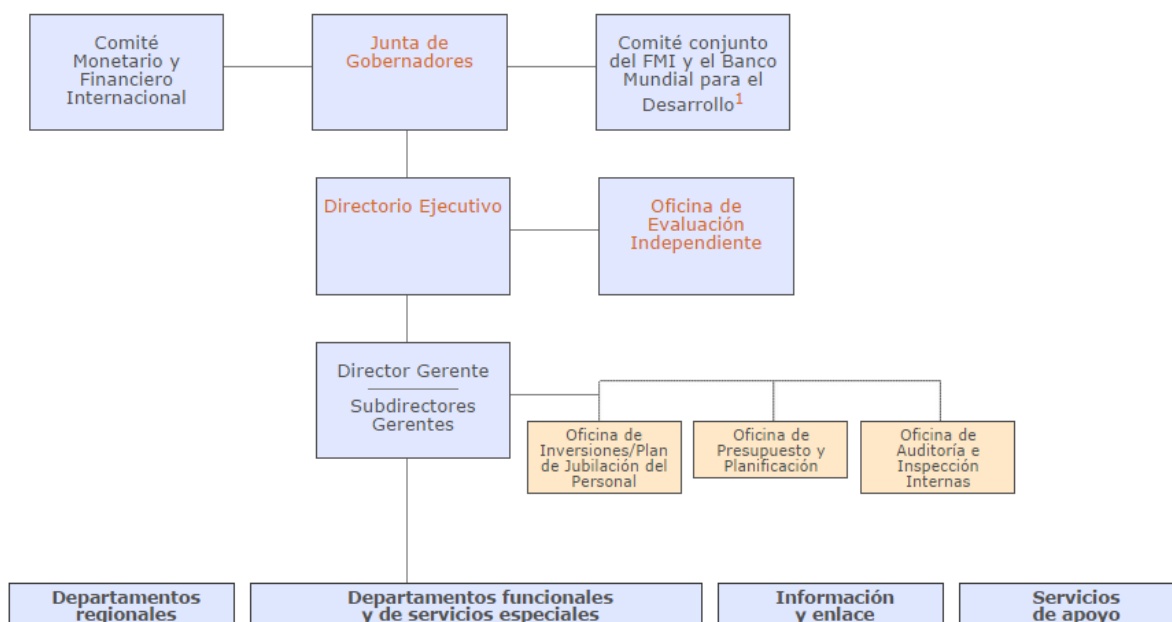 Comité
Monetario y
Financiero
Internacional
Junta de
Gobernadores
Comité conjunto
del FMI y el Banco
Mundial para el
Desarrollo1
Directorio Ejecutivo
Oficina de
Evaluación
Independiente
Director Gerente
Subdirectores
Gerentes
Oficina de
Inversiones/Plan
de Jubilación del
Personal
Oficina de
Presupuesto y
Planificación
Oficina de
Auditoría e
Inspección
Internas
Departamentos
regionales
Departamentos funcionales
y de servicios especiales
Información
y enlace
Servicios
de apoyo